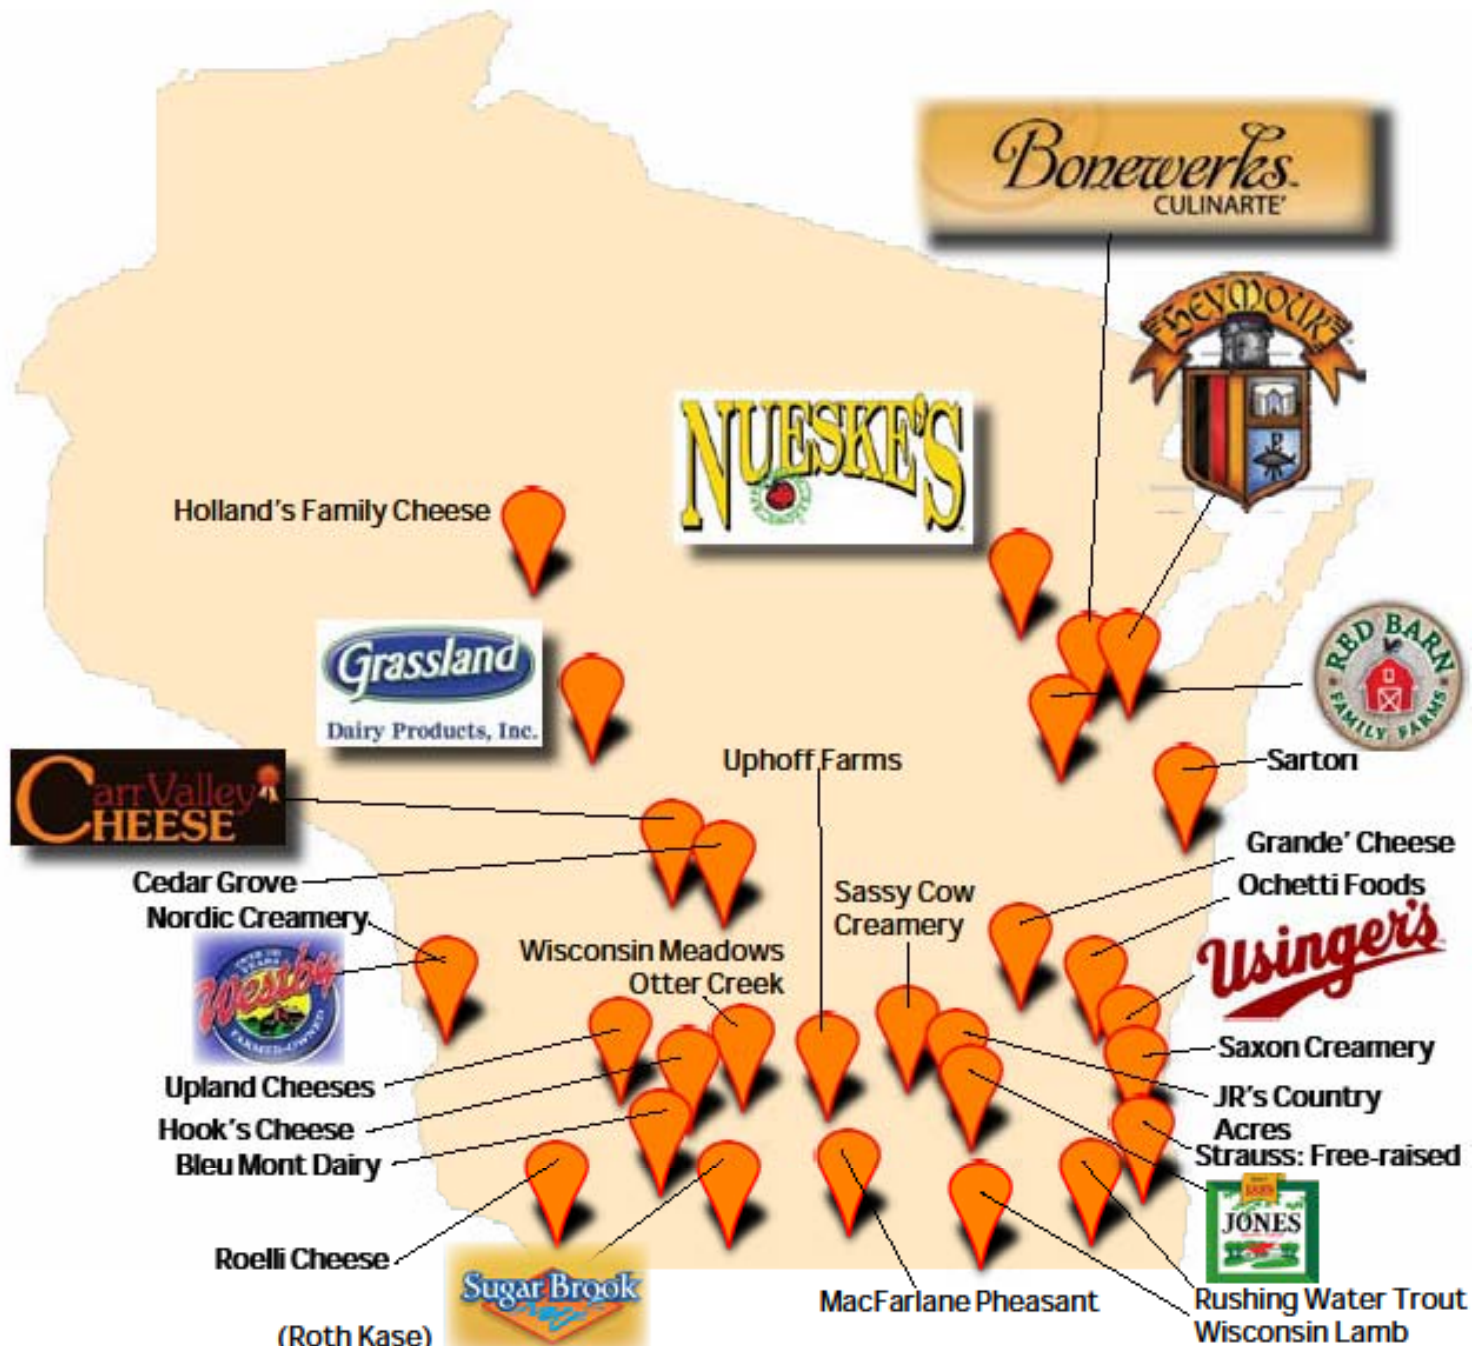 Bonewerks
CULINARTE'
SEYMOUR
NUESKE'S
Holland's Family Cheese
RED BARN
FAMILY FARMS
Grassland
Dairy Products, Inc.
Uphoff Farms
Sartori
Carr Valley
CHEESE
Grande' Cheese
Cedar Grove
Ochetti Foods
Sassy Cow
Creamery
Nordic Creamery
Usinger's
Wisconsin Meadows
Otter Creek
Westby
FARMER-OWNED
Saxon Creamery
Upland Cheeses
JR's Country
Acres
Hook's Cheese
Strauss: Free-raised
Bleu Mont Dairy
JONES
Roelli Cheese
Sugar Brook
MacFarlane Pheasant
Rushing Water Trout
Wisconsin Lamb
(Roth Kase)